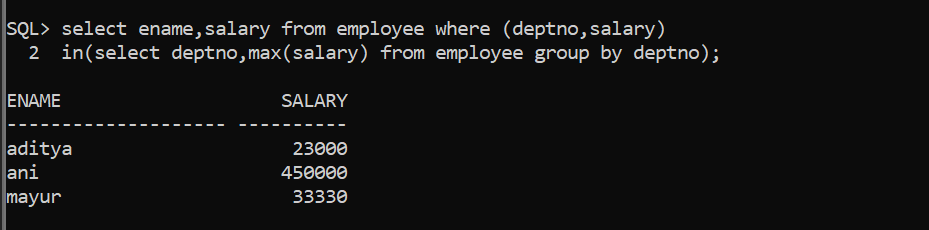 SQL> select ename,salary from employee where (deptno,salary)
  2  in(select deptno,max(salary) from employee group by deptno);

ENAME                    SALARY
-------------------- ----------
aditya                    23000
ani                      450000
mayur                     33330